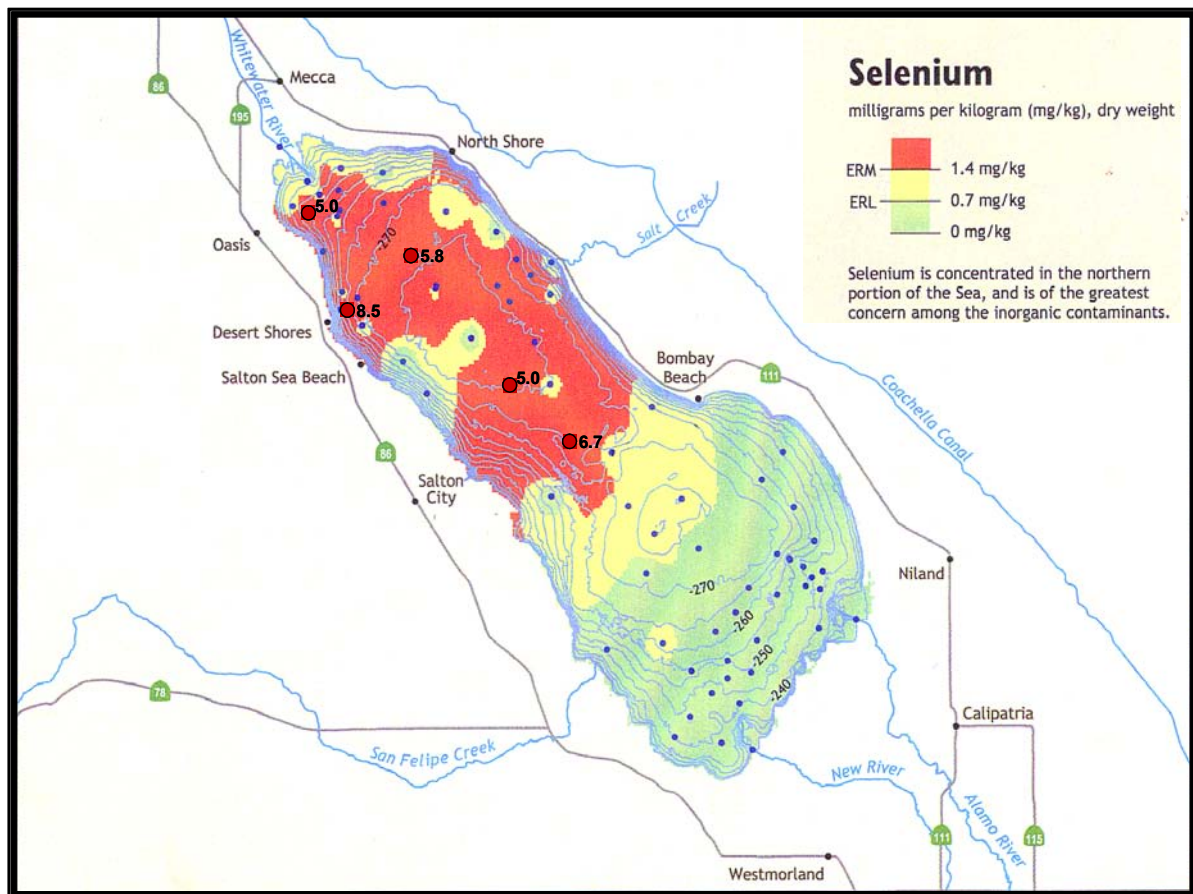 Selenium
milligrams per kilogram (mg/kg), dry weight
ERM
1.4 mg/kg
ERL
0.7 mg/kg
0 mg/kg
Selenium is concentrated in the northern
portion of the Sea, and is of the greatest
concern among the inorganic contaminants.
Whitewater River
Mecca
86
195
North Shore
5.0
Oasis
-270
5.8
Salt Creek
8.5
Desert Shores
Salton Sea Beach
5.0
Bombay
Beach
111
Coachella Canal
6.7
86
Salton
City
Niland
-270
-260
-250
-240
78
San Felipe Creek
Calipatria
New River
Alamo River
111
115
Westmorland